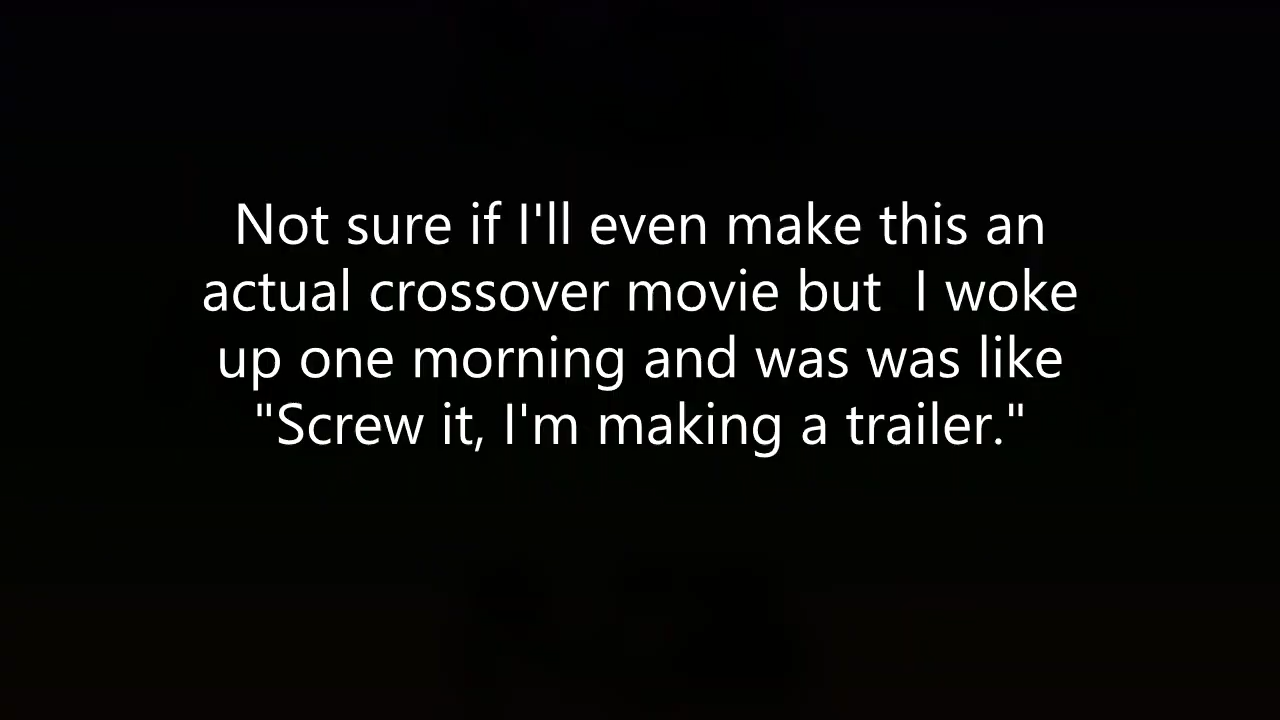 Not sure if I'll even make this an
actual crossover movie but  I woke
up one morning and was was like
"Screw it, I'm making a trailer."